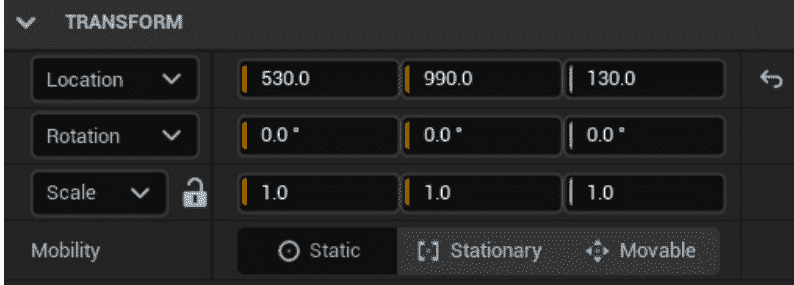 TRANSFORM
Location 530.0 990.0 130.0
Rotation 0.0 ° 0.0 ° 0.0 °
Scale 1.0 1.0 1.0
Mobility Static Stationary Movable